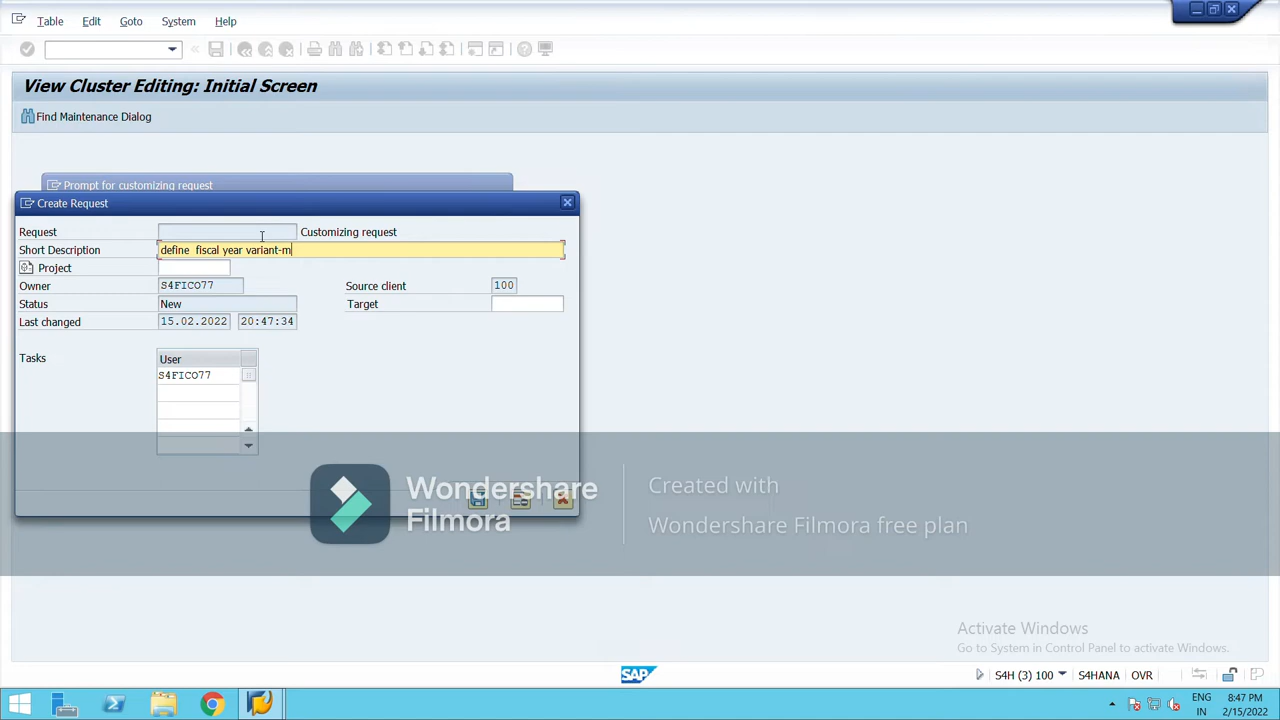 Table Edit Goto System Help
View Cluster Editing: Initial Screen
Find Maintenance Dialog
Prompt for customizing request
Create Request
Request Customizing request
Short Description define  fiscal year variant-m
Project
Owner S4FICO77 Source client 100
Status New Target
Last changed 15.02.2022 20:47:34
Tasks User
S4FICO77
Wondershare
Filmora
Created with
Wondershare Filmora free plan
Activate Windows
Go to System in Control Panel to activate Windows.
SAP S4H (3) 100 S4HANA OVR
ENG 8:47 PM
IN 2/15/2022